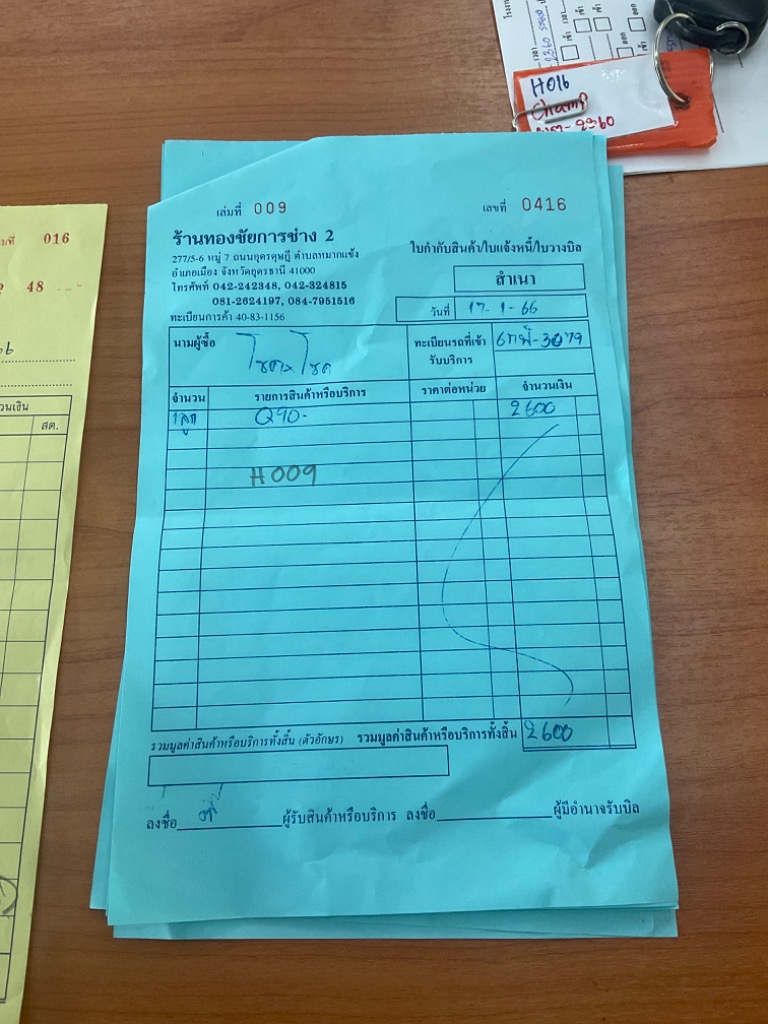 เล่มที่ 009
เลขที่ 0416
ร้านทองชัยการช่าง 2
277/5-6 หมู่ 7 ถนนอุดรดุษฎี ตำบลหมากแข้ง
อำเภอเมือง จังหวัดอุดรธานี 41000
โทรศัพท์ 042-242348, 042-324815
081-2624197, 084-7951516
ทะเบียนการค้า 40-83-1156
ใบกำกับสินค้า/ใบแจ้งหนี้/ใบวางบิล
สำเนา
วันที่ 17-1-66
นามผู้ซื้อ
ทะเบียนรถที่เข้ารับบริการ
จำนวน รายการสินค้าหรือบริการ ราคาต่อหน่วย จำนวนเงิน
1 ลูก Q90- 2600
H009
รวมมูลค่าสินค้าหรือบริการทั้งสิ้น (ตัวอักษร) รวมมูลค่าสินค้าหรือบริการทั้งสิ้น 2600
ลงชื่อ ผู้รับสินค้าหรือบริการ ลงชื่อ ผู้มีอำนาจรับบิล
016
48
สต.
H016
Champ
เข้า
ออก